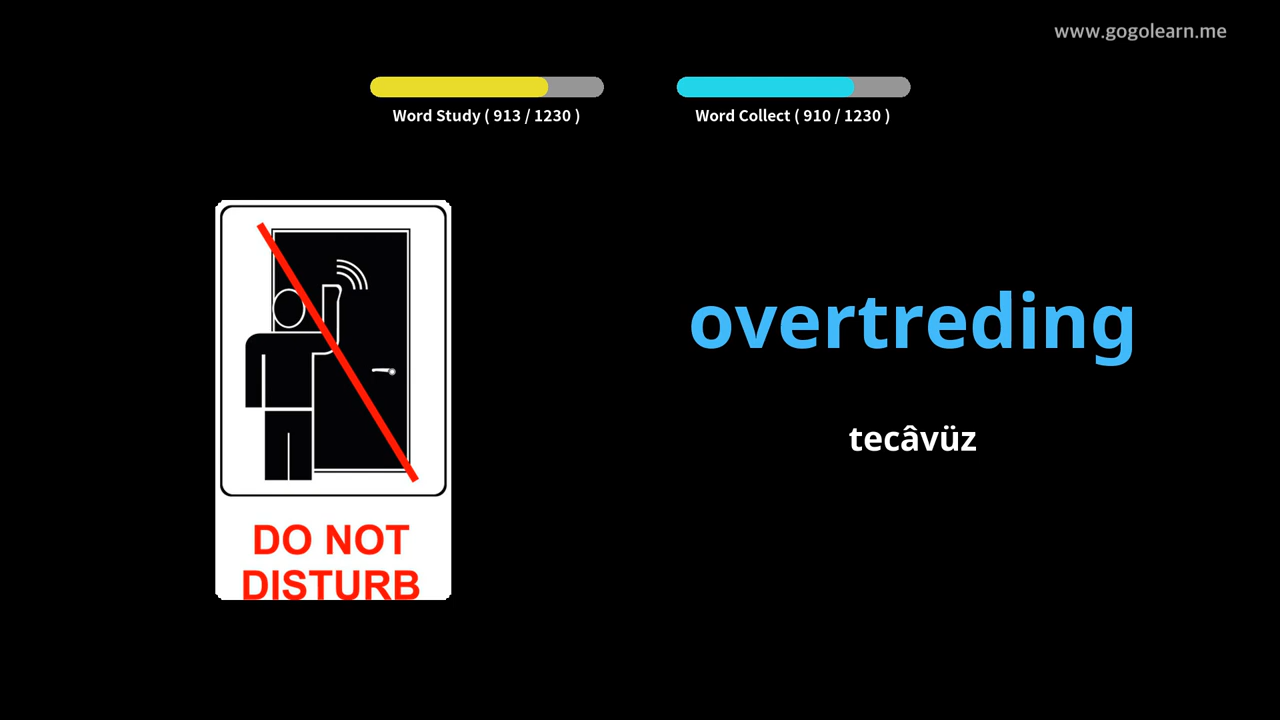 www.gogolearn.me
Word Study ( 913 / 1230 )
Word Collect ( 910 / 1230 )
overtreding
tecâvüz
DO NOT
DISTURB